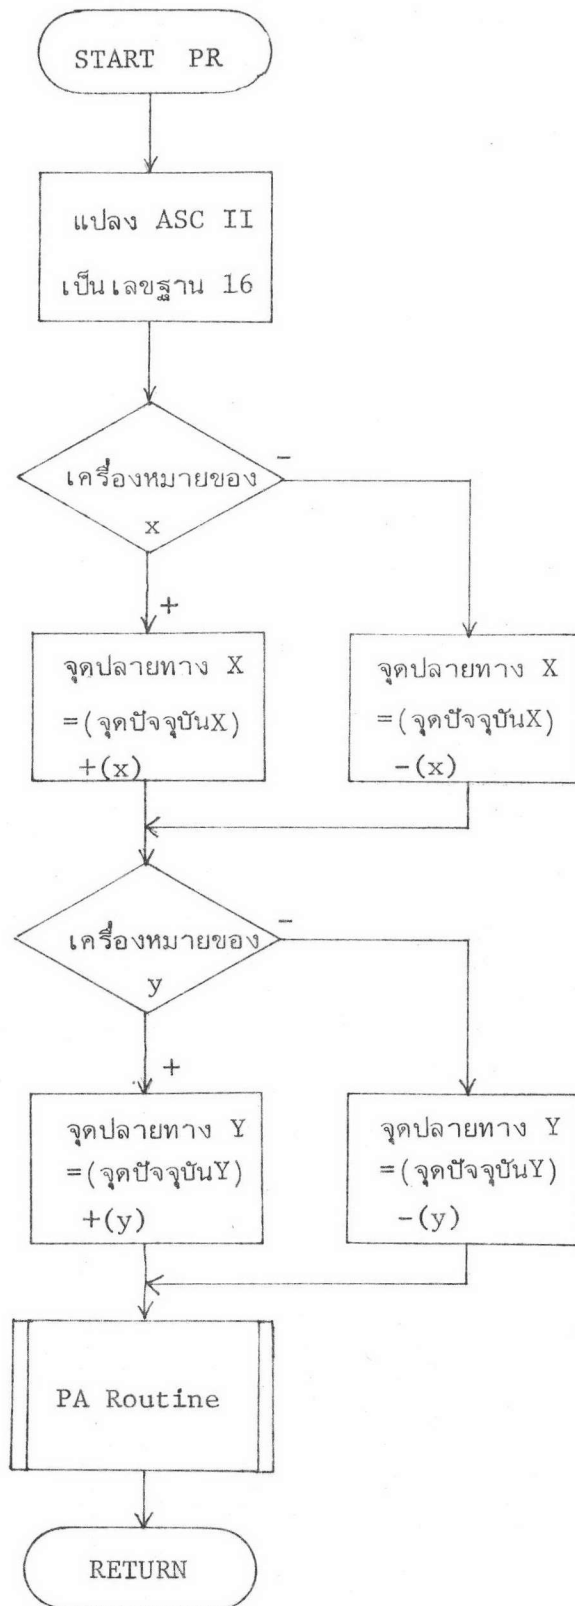 START PR
แปลง ASC II
เป็นเลขฐาน 16
เครื่องหมายของ
x
-
+
จุดปลายทาง X
=(จุดปัจจุบันX)
+(x)
จุดปลายทาง X
=(จุดปัจจุบันX)
-(x)
เครื่องหมายของ
y
-
+
จุดปลายทาง Y
=(จุดปัจจุบันY)
+(y)
จุดปลายทาง Y
=(จุดปัจจุบันY)
-(y)
PA Routine
RETURN